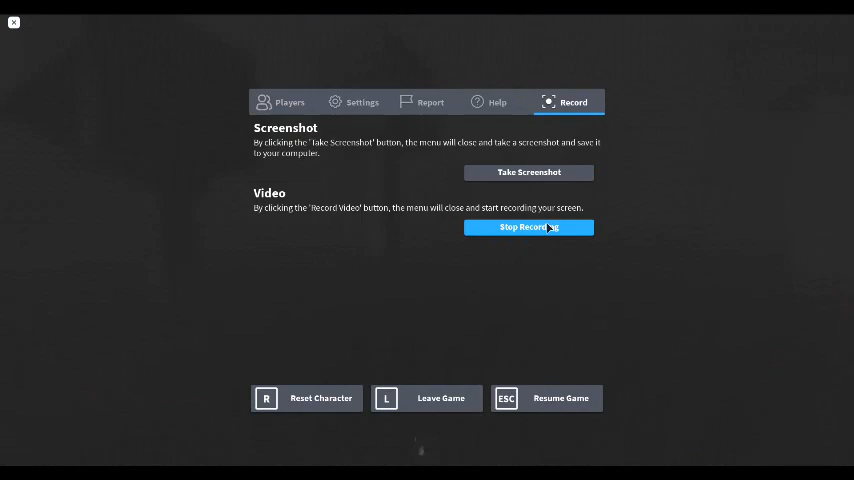 Players Settings Report Help Record
Screenshot
By clicking the 'Take Screenshot' button, the menu will close and take a screenshot and save it
to your computer.
Take Screenshot
Video
By clicking the 'Record Video' button, the menu will close and start recording your screen.
Stop Recording
R Reset Character L Leave Game ESC Resume Game